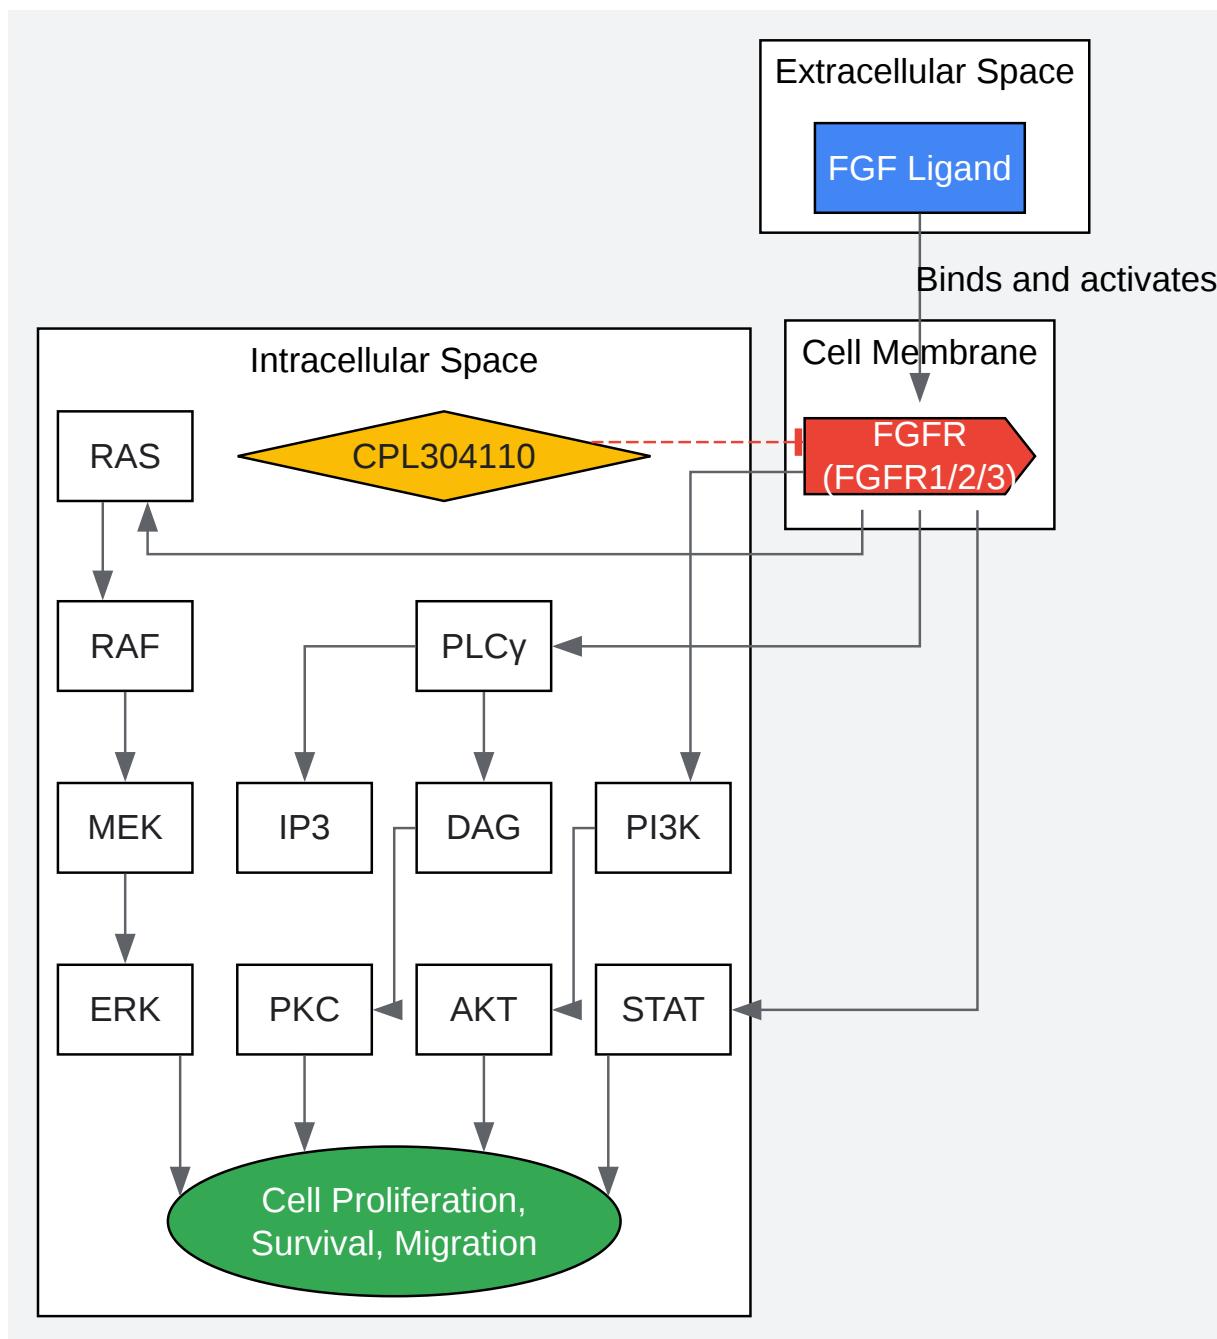 Extracellular Space
FGF Ligand
Binds and activates
Cell Membrane
FGFR
(FGFR1/2/3)
Intracellular Space
RAS
CPL304110
RAF
PLCγ
MEK
IP3
DAG
PI3K
ERK
PKC
AKT
STAT
Cell Proliferation,
Survival, Migration